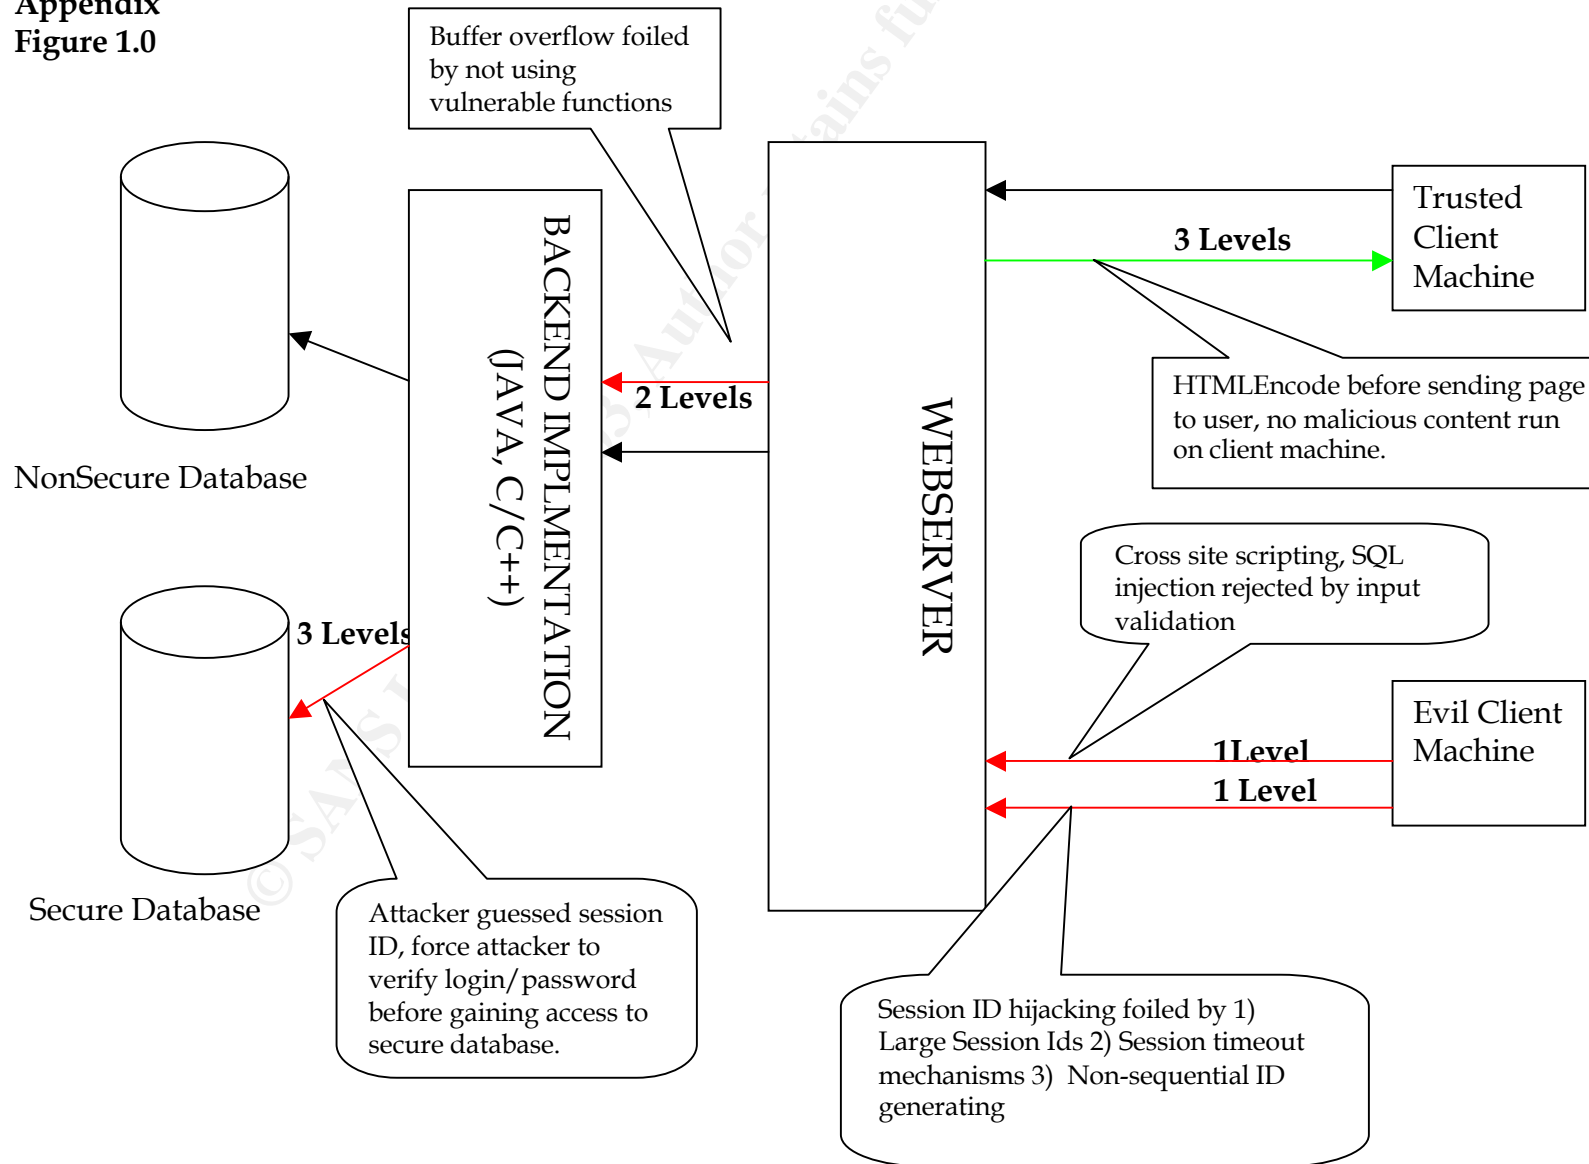 Appendix
Figure 1.0
Buffer overflow foiled
by not using
vulnerable functions
Trusted
Client
Machine
3 Levels
HTMLEncode before sending page
to user, no malicious content run
on client machine.
BACKEND IMPLMENTATION
(JAVA, C/C++)
2 Levels
WEBSERVER
NonSecure Database
Cross site scripting, SQL
injection rejected by input
validation
3 Levels
Evil Client
Machine
1Level
1 Level
Secure Database
Attacker guessed session
ID, force attacker to
verify login/password
before gaining access to
secure database.
Session ID hijacking foiled by 1)
Large Session Ids 2) Session timeout
mechanisms 3) Non-sequential ID
generating
© SANS
3, Author
tains